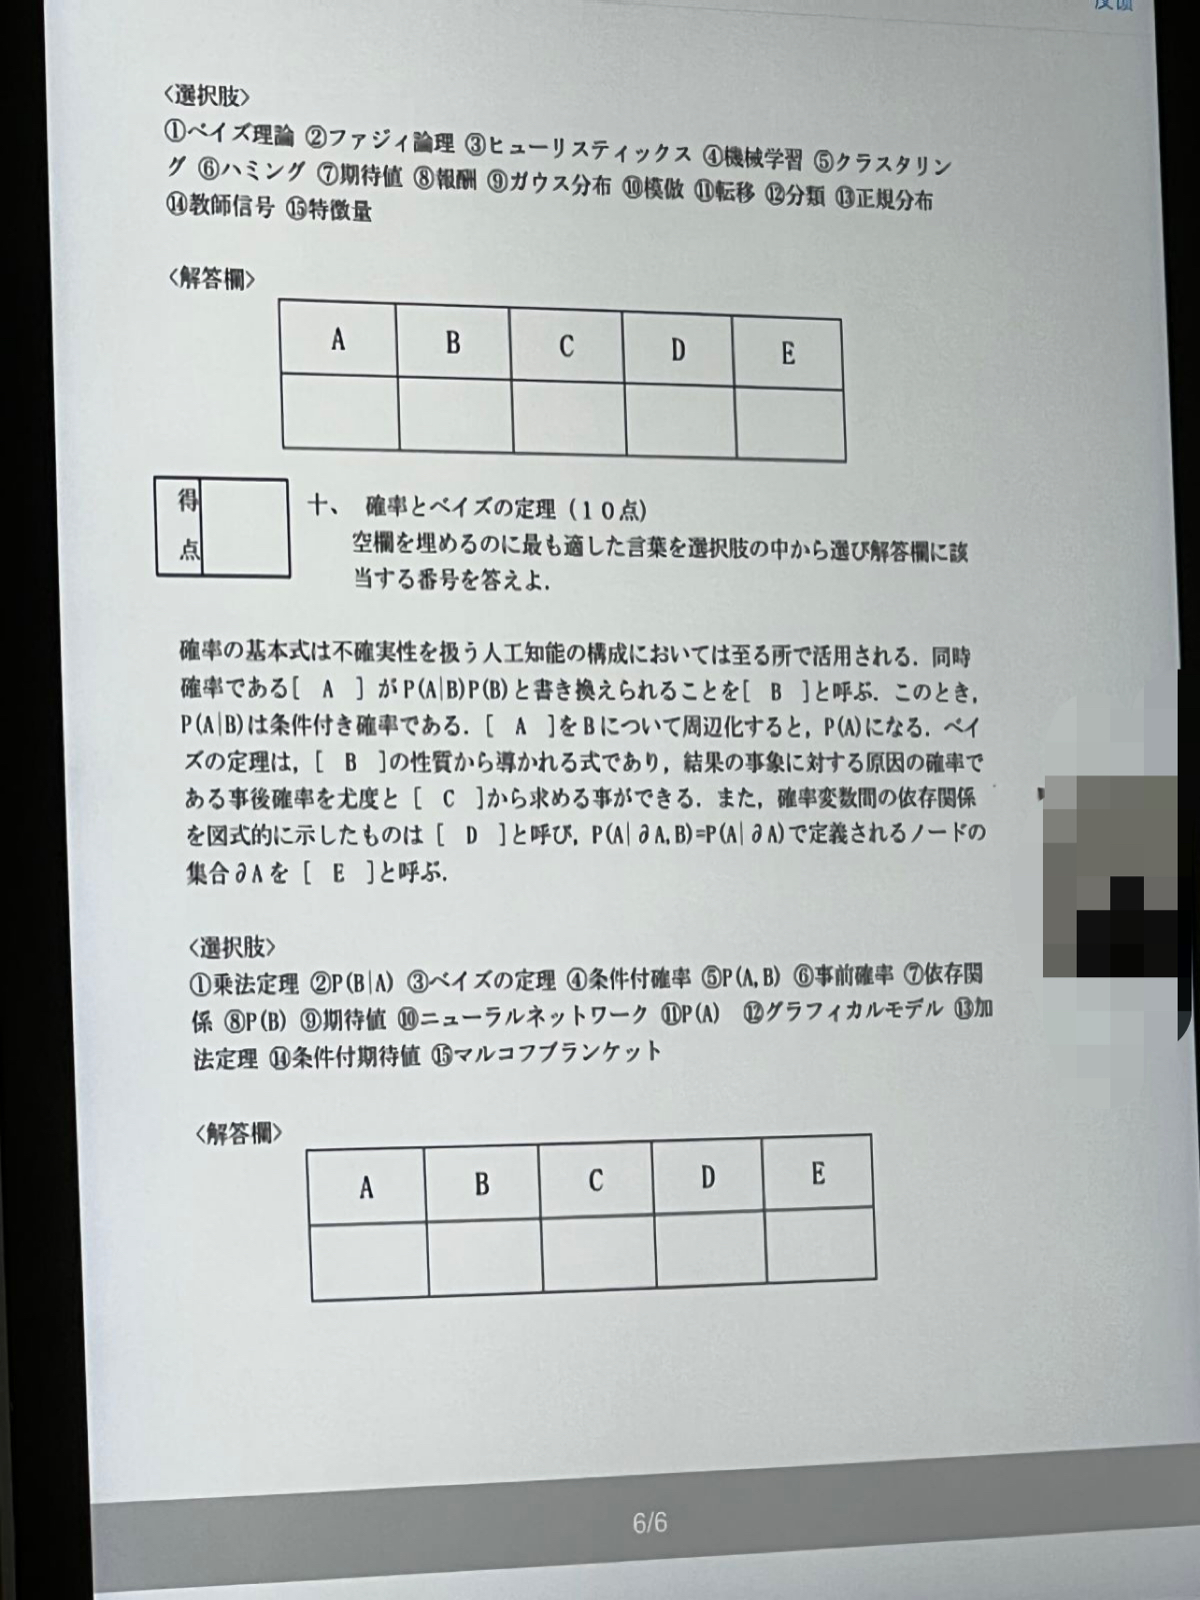 〈選択肢〉
①ベイズ理論 ②ファジィ論理 ③ヒューリスティックス ④機械学習 ⑤クラスタリン
グ ⑥ハミング ⑦期待値 ⑧報酬 ⑨ガウス分布 ⑩模倣 ⑪転移 ⑫分類 ⑬正規分布
⑭教師信号 ⑮特徴量
〈解答欄〉
A B C D E
得点
十、 確率とベイズの定理（１０点）
空欄を埋めるのに最も適した言葉を選択肢の中から選び解答欄に該
当する番号を答えよ．
確率の基本式は不確実性を扱う人工知能の構成においては至る所で活用される．同時
確率である[ A ]がP(A|B)P(B)と書き換えられることを[ B ]と呼ぶ．このとき，
P(A|B)は条件付き確率である．[ A ]をBについて周辺化すると，P(A)になる．ベイ
ズの定理は，[ B ]の性質から導かれる式であり，結果の事象に対する原因の確率で
ある事後確率を尤度と [ C ]から求める事ができる．また，確率変数間の依存関係
を図式的に示したものは [ D ]と呼び，P(A|∂A,B)=P(A|∂A)で定義されるノードの
集合∂Aを [ E ]と呼ぶ．
〈選択肢〉
①乗法定理 ②P(B|A) ③ベイズの定理 ④条件付確率 ⑤P(A,B) ⑥事前確率 ⑦依存関
係 ⑧P(B) ⑨期待値 ⑩ニューラルネットワーク ⑪P(A) ⑫グラフィカルモデル ⑬加
法定理 ⑭条件付期待値 ⑮マルコフブランケット
〈解答欄〉
A B C D E
6/6